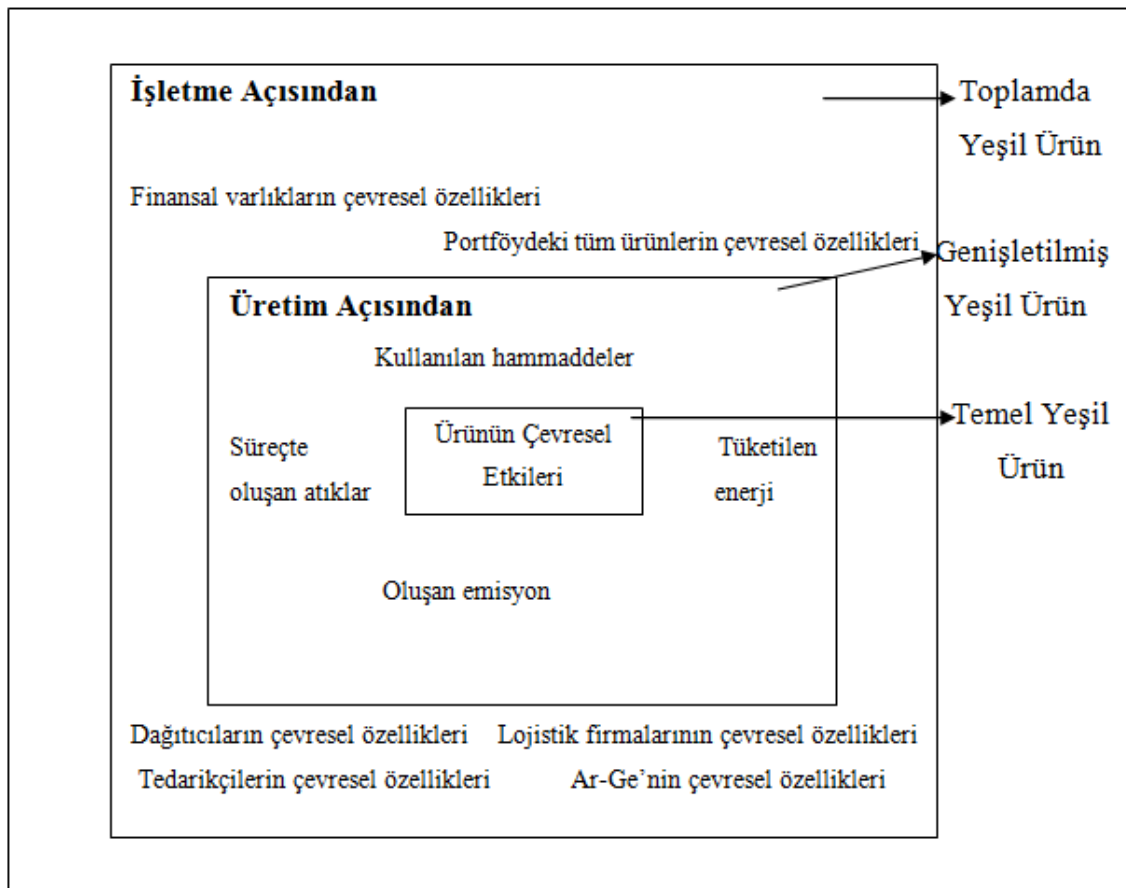 İşletme Açısından
Toplamda
Yeşil Ürün
Finansal varlıkların çevresel özellikleri
Portföydeki tüm ürünlerin çevresel özellikleri
Genişletilmiş
Yeşil Ürün
Üretim Açısından
Kullanılan hammaddeler
Temel Yeşil
Ürün
Ürünün Çevresel
Etkileri
Süreçte
oluşan atıklar
Tüketilen
enerji
Oluşan emisyon
Dağıtıcıların çevresel özellikleri
Lojistik firmalarının çevresel özellikleri
Tedarikçilerin çevresel özellikleri
Ar-Ge’nin çevresel özellikleri